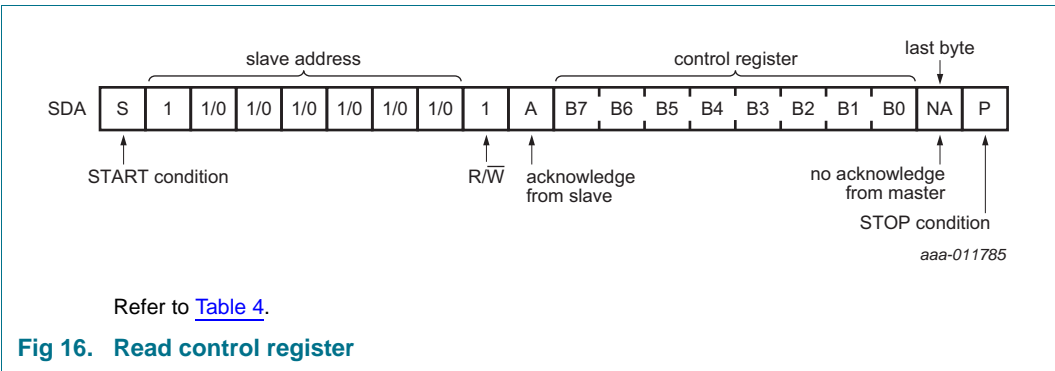 last byte
slave address control register
SDA S 1 1/0 1/0 1/0 1/0 1/0 1/0 1 A B7 B6 B5 B4 B3 B2 B1 B0 NA P
START condition R/W̅ acknowledge from slave no acknowledge from master
STOP condition
aaa-011785
Refer to Table 4.
Fig 16. Read control register